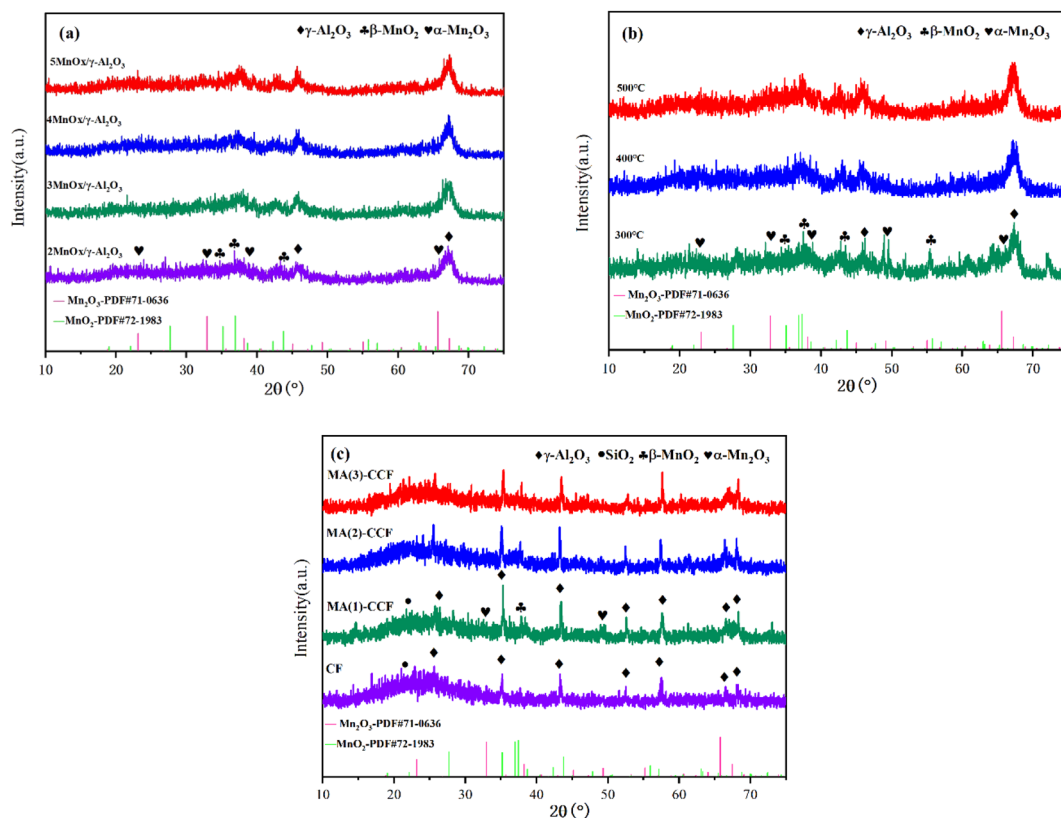 (a)
♦γ-Al₂O₃ ♣β-MnO₂ ♥α-Mn₂O₃
5MnOx/γ-Al₂O₃
4MnOx/γ-Al₂O₃
3MnOx/γ-Al₂O₃
2MnOx/γ-Al₂O₃
Mn₂O₃-PDF#71-0636
MnO₂-PDF#72-1983
Intensity(a.u.)
10 20 30 40 50 60 70
2θ(°)
(b)
♦γ-Al₂O₃ ♣β-MnO₂ ♥α-Mn₂O₃
500℃
400℃
300℃
Mn₂O₃-PDF#71-0636
MnO₂-PDF#72-1983
Intensity(a.u.)
10 20 30 40 50 60 70
2θ(°)
(c)
♦γ-Al₂O₃ ●SiO₂ ♣β-MnO₂ ♥α-Mn₂O₃
MA(3)-CCF
MA(2)-CCF
MA(1)-CCF
CF
Mn₂O₃-PDF#71-0636
MnO₂-PDF#72-1983
Intensity(a.u.)
10 20 30 40 50 60 70
2θ(°)